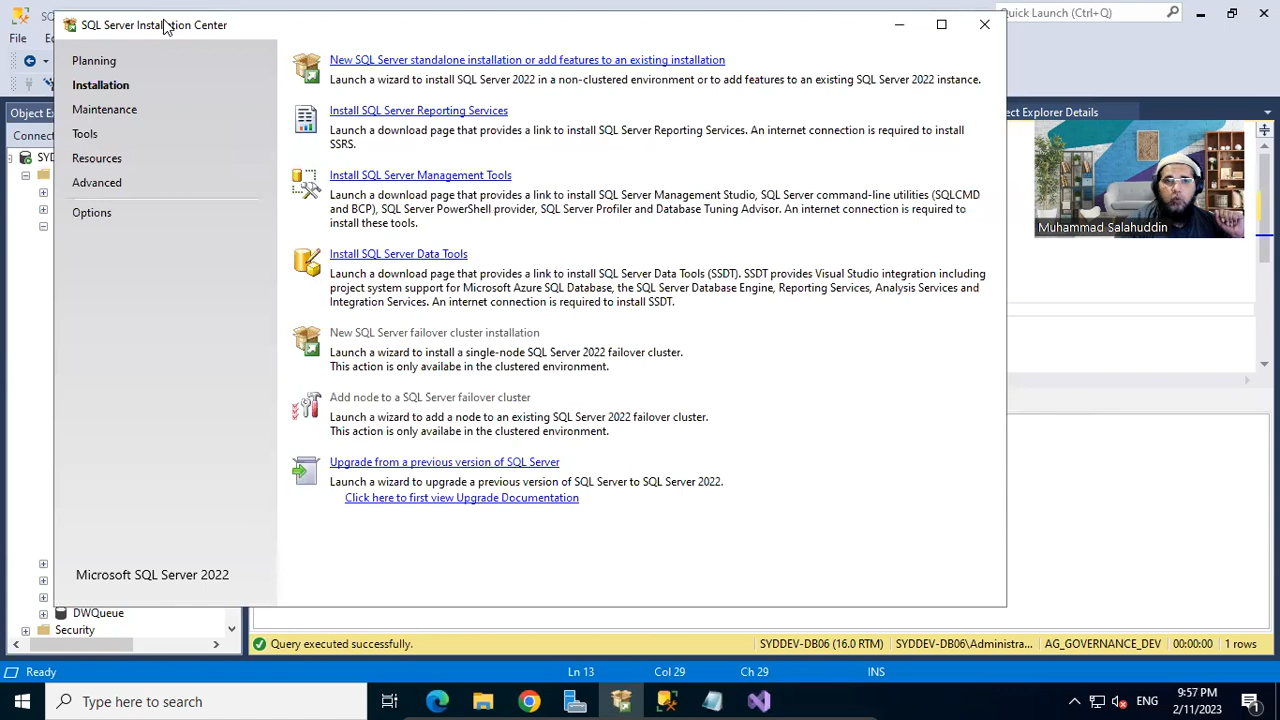 SQL Server Installation Center
Quick Launch (Ctrl+Q)
File
Planning
Installation
Maintenance
Tools
Resources
Advanced
Options
Microsoft SQL Server 2022
New SQL Server standalone installation or add features to an existing installation
Launch a wizard to install SQL Server 2022 in a non-clustered environment or to add features to an existing SQL Server 2022 instance.
Install SQL Server Reporting Services
Launch a download page that provides a link to install SQL Server Reporting Services. An internet connection is required to install
SSRS.
Install SQL Server Management Tools
Launch a download page that provides a link to install SQL Server Management Studio, SQL Server command-line utilities (SQLCMD
and BCP), SQL Server PowerShell provider, SQL Server Profiler and Database Tuning Advisor. An internet connection is required to
install these tools.
Install SQL Server Data Tools
Launch a download page that provides a link to install SQL Server Data Tools (SSDT). SSDT provides Visual Studio integration including
project system support for Microsoft Azure SQL Database, the SQL Server Database Engine, Reporting Services, Analysis Services and
Integration Services. An internet connection is required to install SSDT.
New SQL Server failover cluster installation
Launch a wizard to install a single-node SQL Server 2022 failover cluster.
This action is only availabe in the clustered environment.
Add node to a SQL Server failover cluster
Launch a wizard to add a node to an existing SQL Server 2022 failover cluster.
This action is only availabe in the clustered environment.
Upgrade from a previous version of SQL Server
Launch a wizard to upgrade a previous version of SQL Server to SQL Server 2022.
Click here to first view Upgrade Documentation
Explorer Details
Muhammad Salahuddin
DWQueue
Security
Query executed successfully.
SYDDEV-DB06 (16.0 RTM)
SYDDEV-DB06\Administra...
AG_GOVERNANCE_DEV
00:00:00
1 rows
Ready
Ln 13
Col 29
Ch 29
INS
Type here to search
ENG
9:57 PM
2/11/2023
1